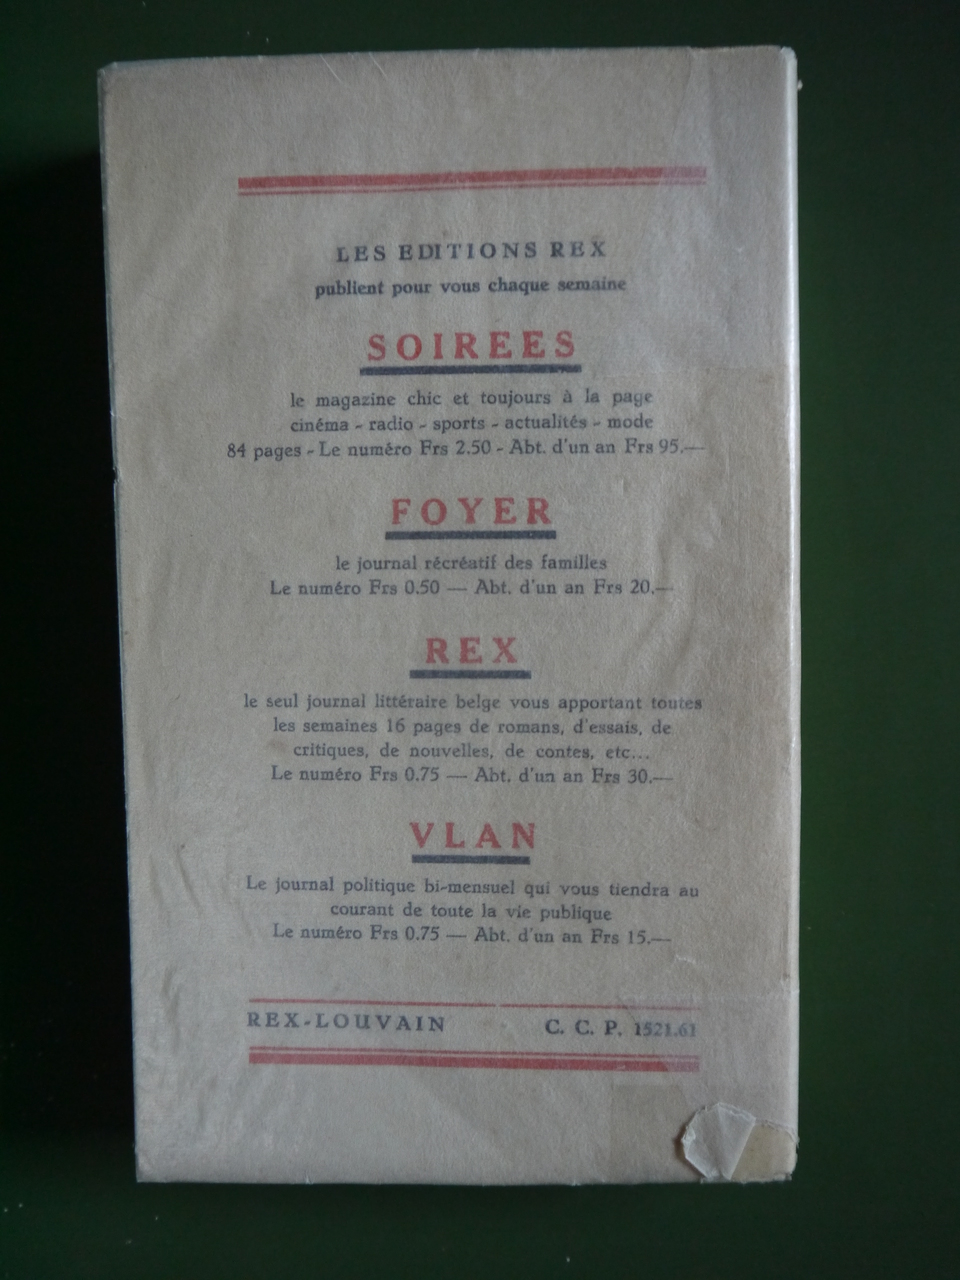 LES EDITIONS REX
publient pour vous chaque semaine
SOIREES
le magazine chic et toujours à la page
cinéma - radio - sports - actualités - mode
84 pages - Le numéro Frs 2.50 - Abt. d'un an Frs 95.—
FOYER
le journal récréatif des familles
Le numéro Frs 0.50 — Abt. d'un an Frs 20.—
REX
le seul journal littéraire belge vous apportant toutes
les semaines 16 pages de romans, d'essais, de
critiques, de nouvelles, de contes, etc...
Le numéro Frs 0.75 — Abt. d'un an Frs 30.—
VLAN
Le journal politique bi-mensuel qui vous tiendra au
courant de toute la vie publique
Le numéro Frs 0.75 — Abt. d'un an Frs 15.—
REX-LOUVAIN C. C. P. 1521.61